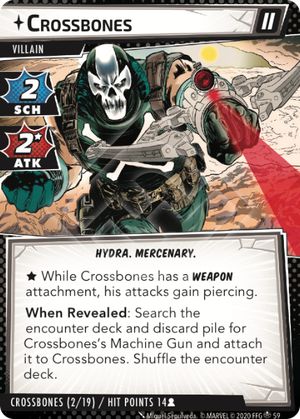 CROSSBONES
II
VILLAIN
2
SCH
2★
ATK
HYDRA. MERCENARY.
★ While Crossbones has a WEAPON
attachment, his attacks gain piercing.
When Revealed: Search the
encounter deck and discard pile for
Crossbones's Machine Gun and attach
it to Crossbones. Shuffle the encounter
deck.
CROSSBONES (2/19) / HIT POINTS 14
© MARVEL © 2020 FFG 59